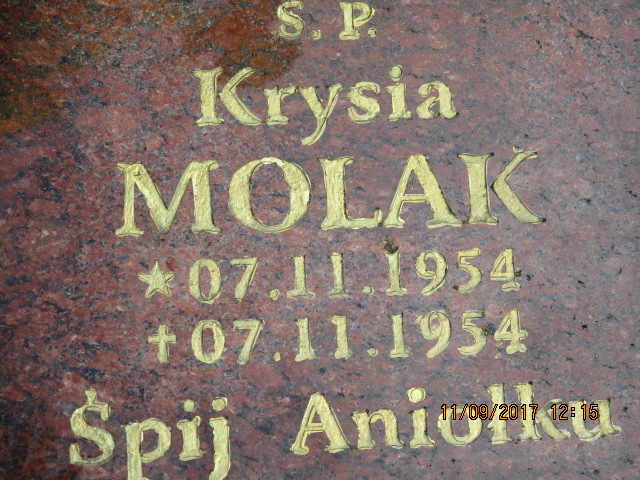 Ś. P.
Krysia
MOLAK
* 07.11.1954
+ 07.11.1954
Śpij Aniołku
11/09/2017 12:15